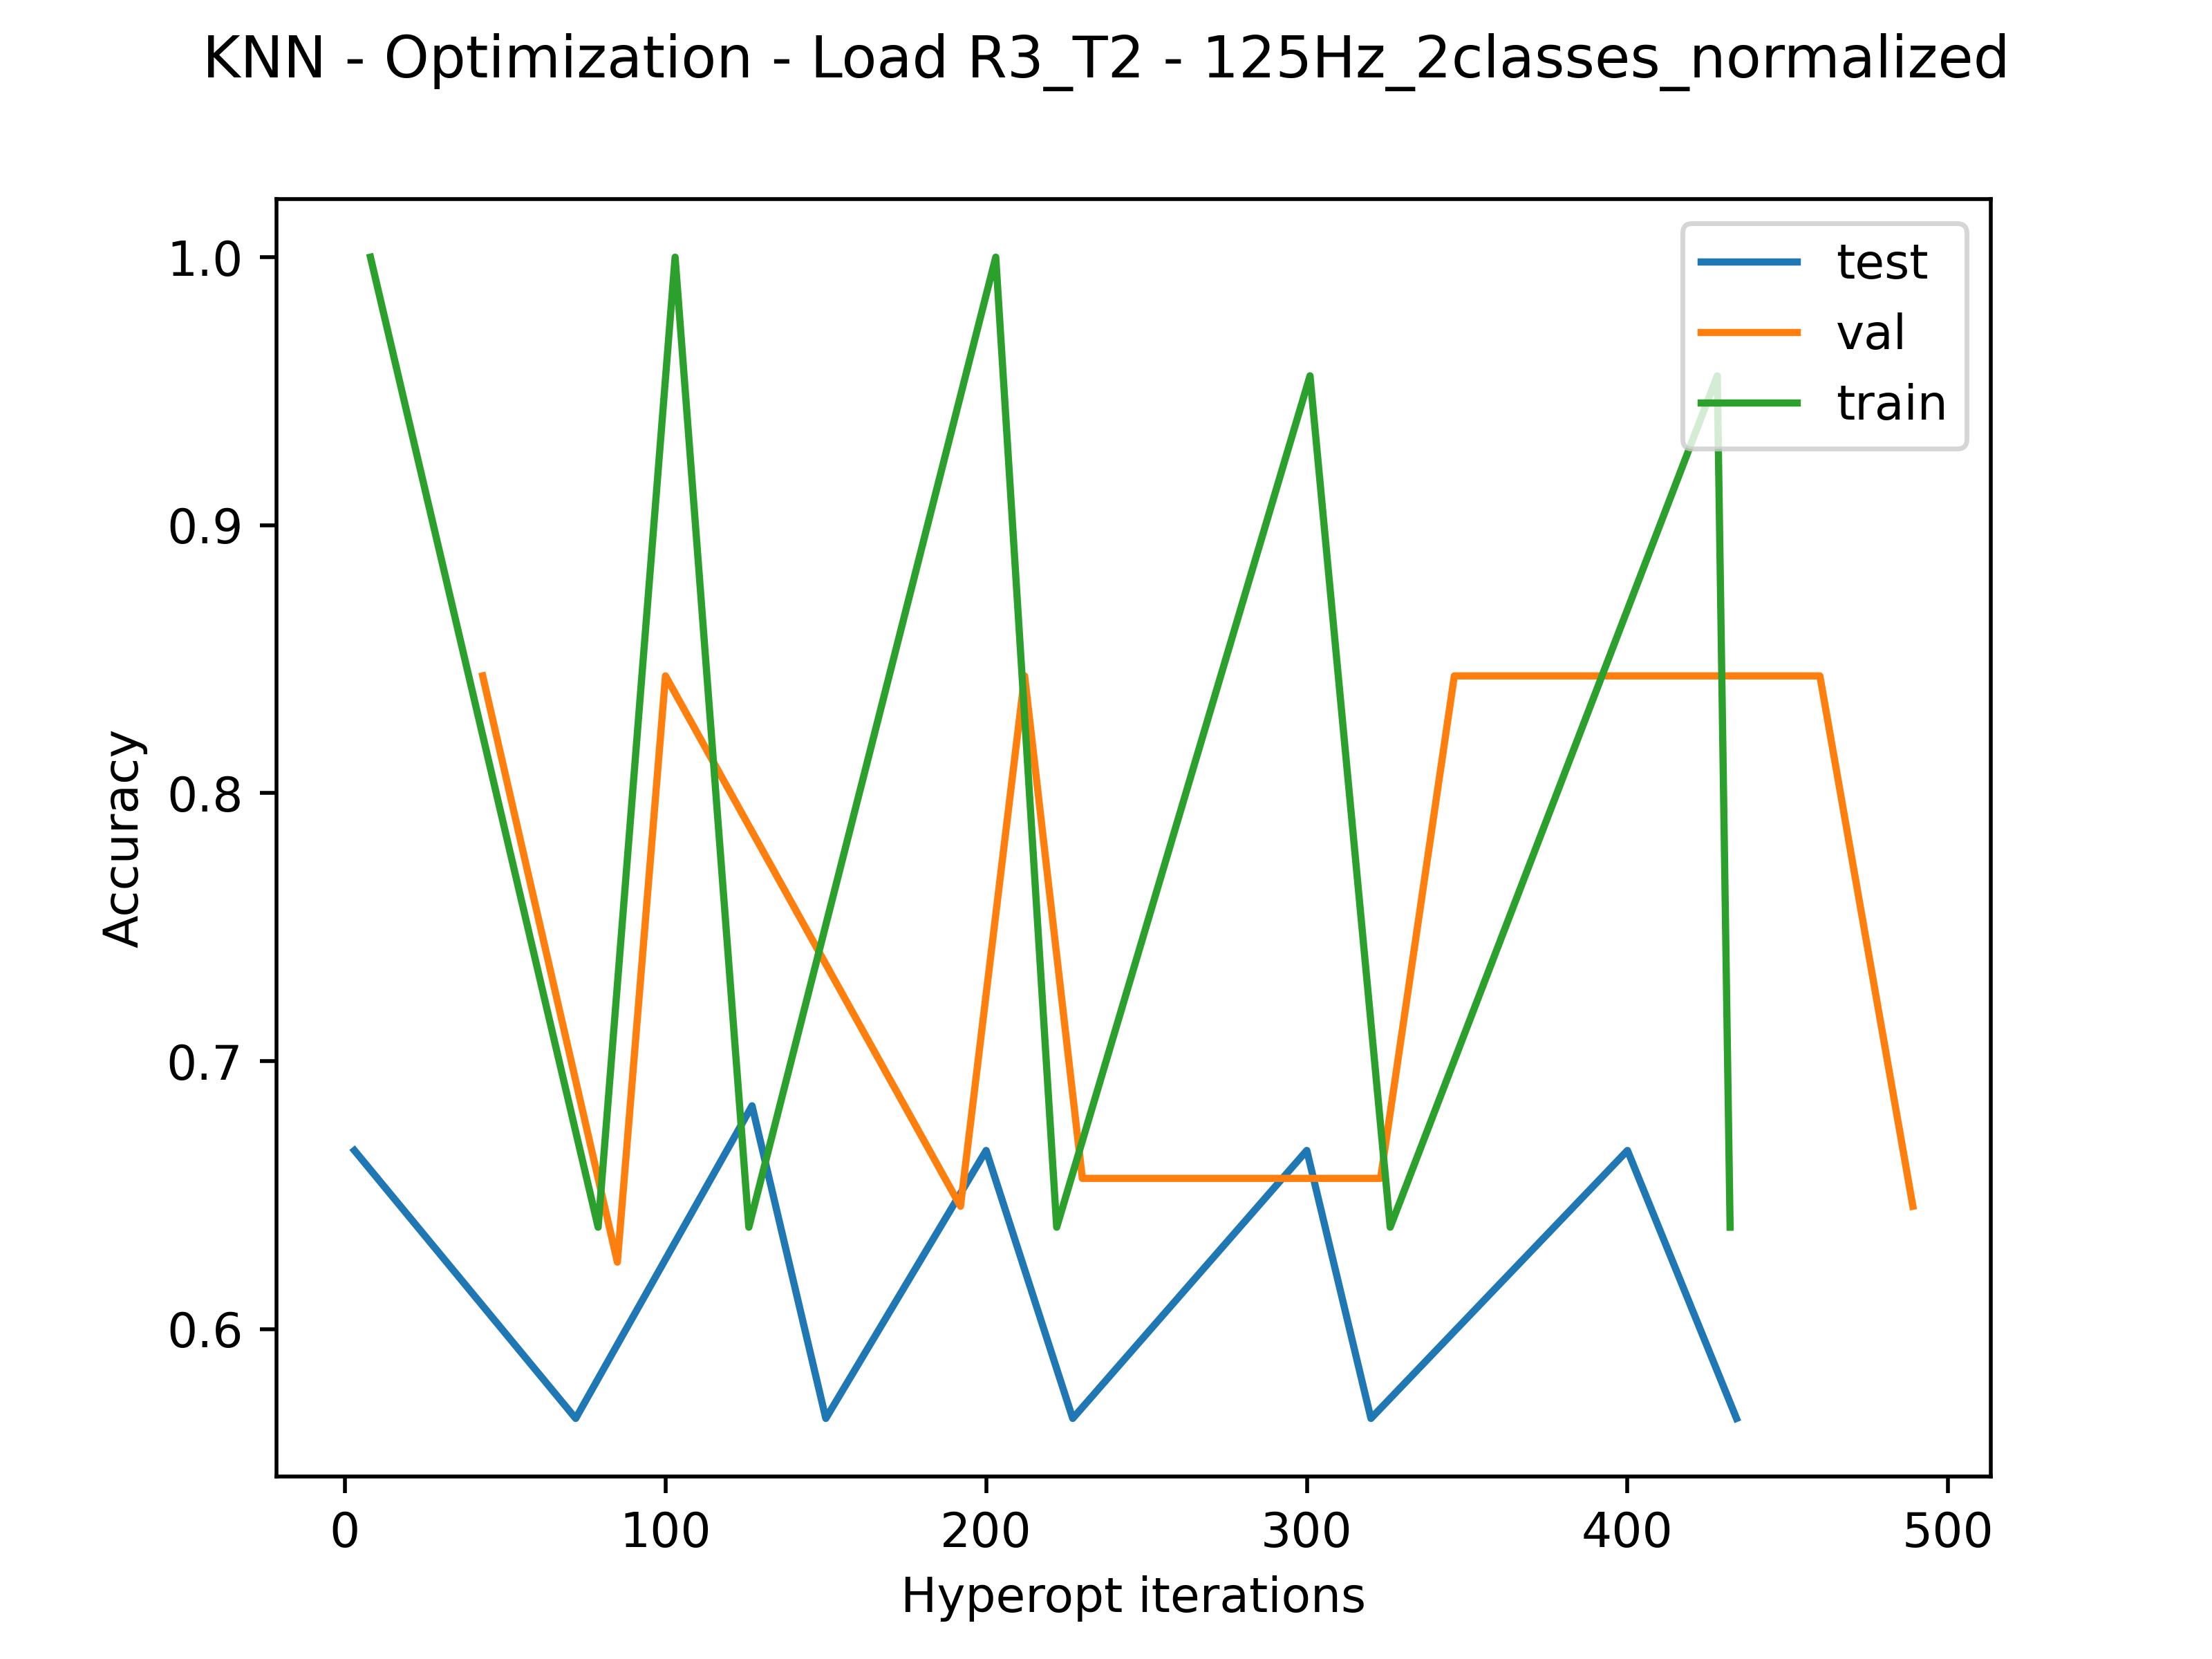 KNN - Optimization - Load R3_T2 - 125Hz_2classes_normalized
test
val
train
1.0
0.9
0.8
0.7
0.6
Accuracy
0 100 200 300 400 500
Hyperopt iterations